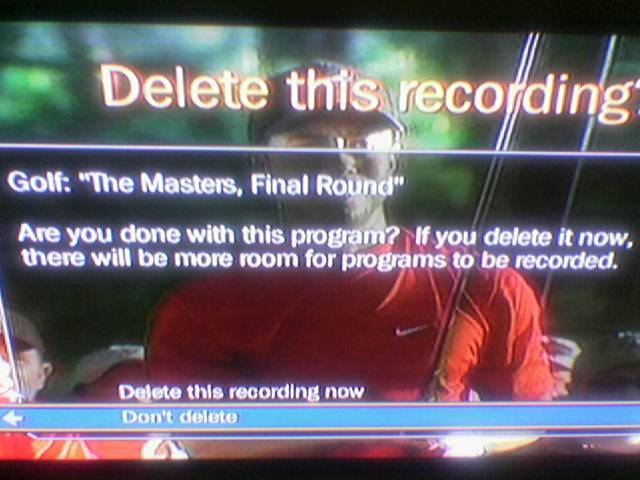 Delete this recording?
Golf: "The Masters, Final Round"
Are you done with this program? If you delete it now,
there will be more room for programs to be recorded.
Delete this recording now
Don't delete